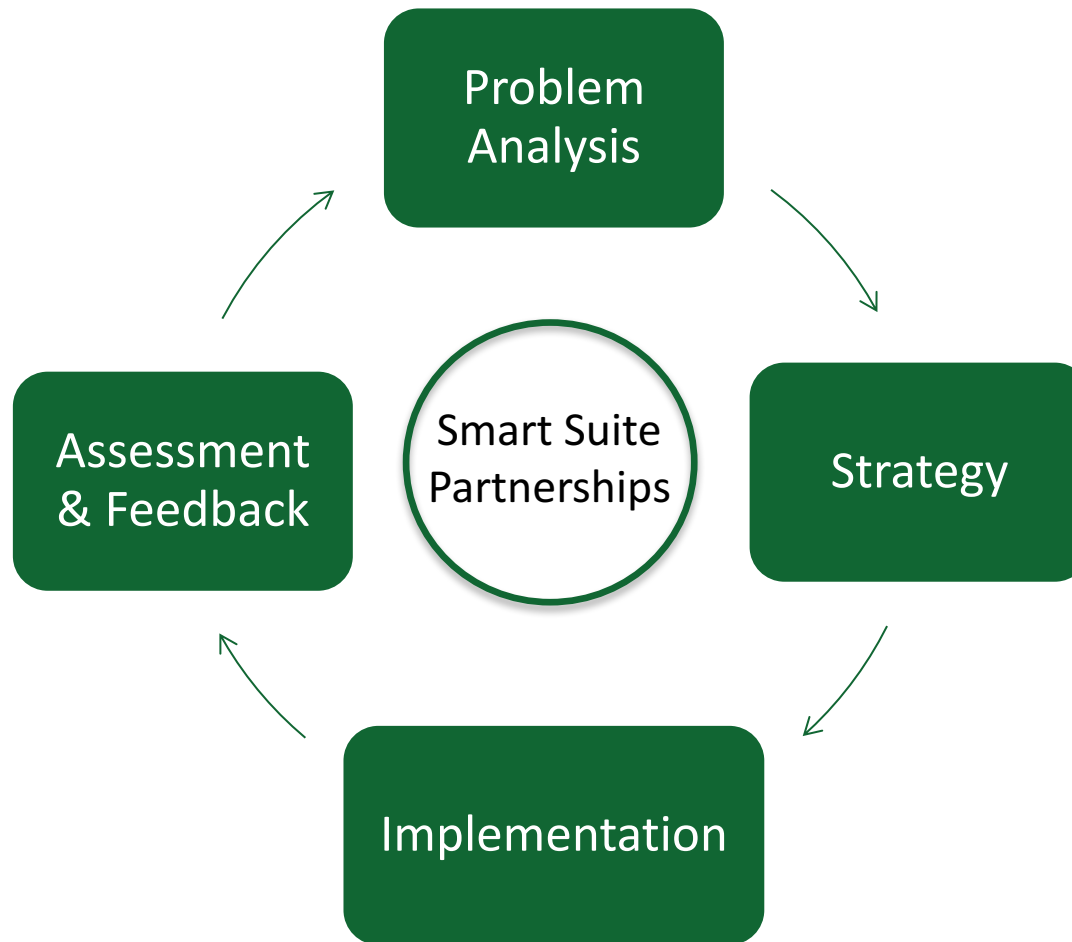 Problem
Analysis
Strategy
Implementation
Assessment
& Feedback
Smart Suite
Partnerships